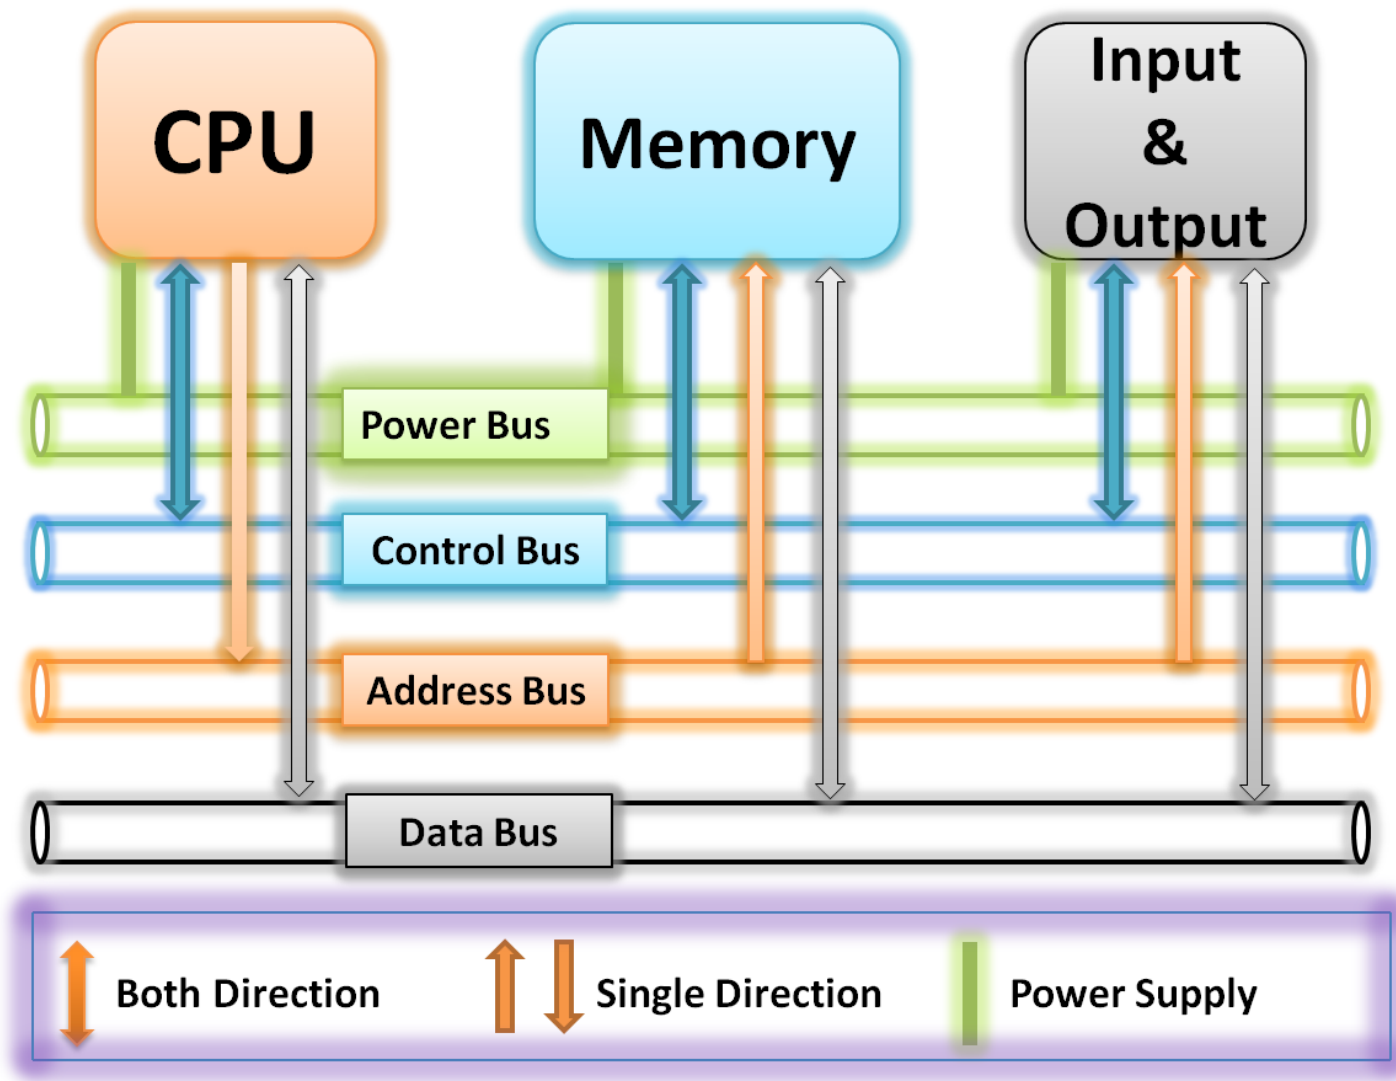 CPU
Memory
Input
&
Output
Power Bus
Control Bus
Address Bus
Data Bus
Both Direction
Single Direction
Power Supply